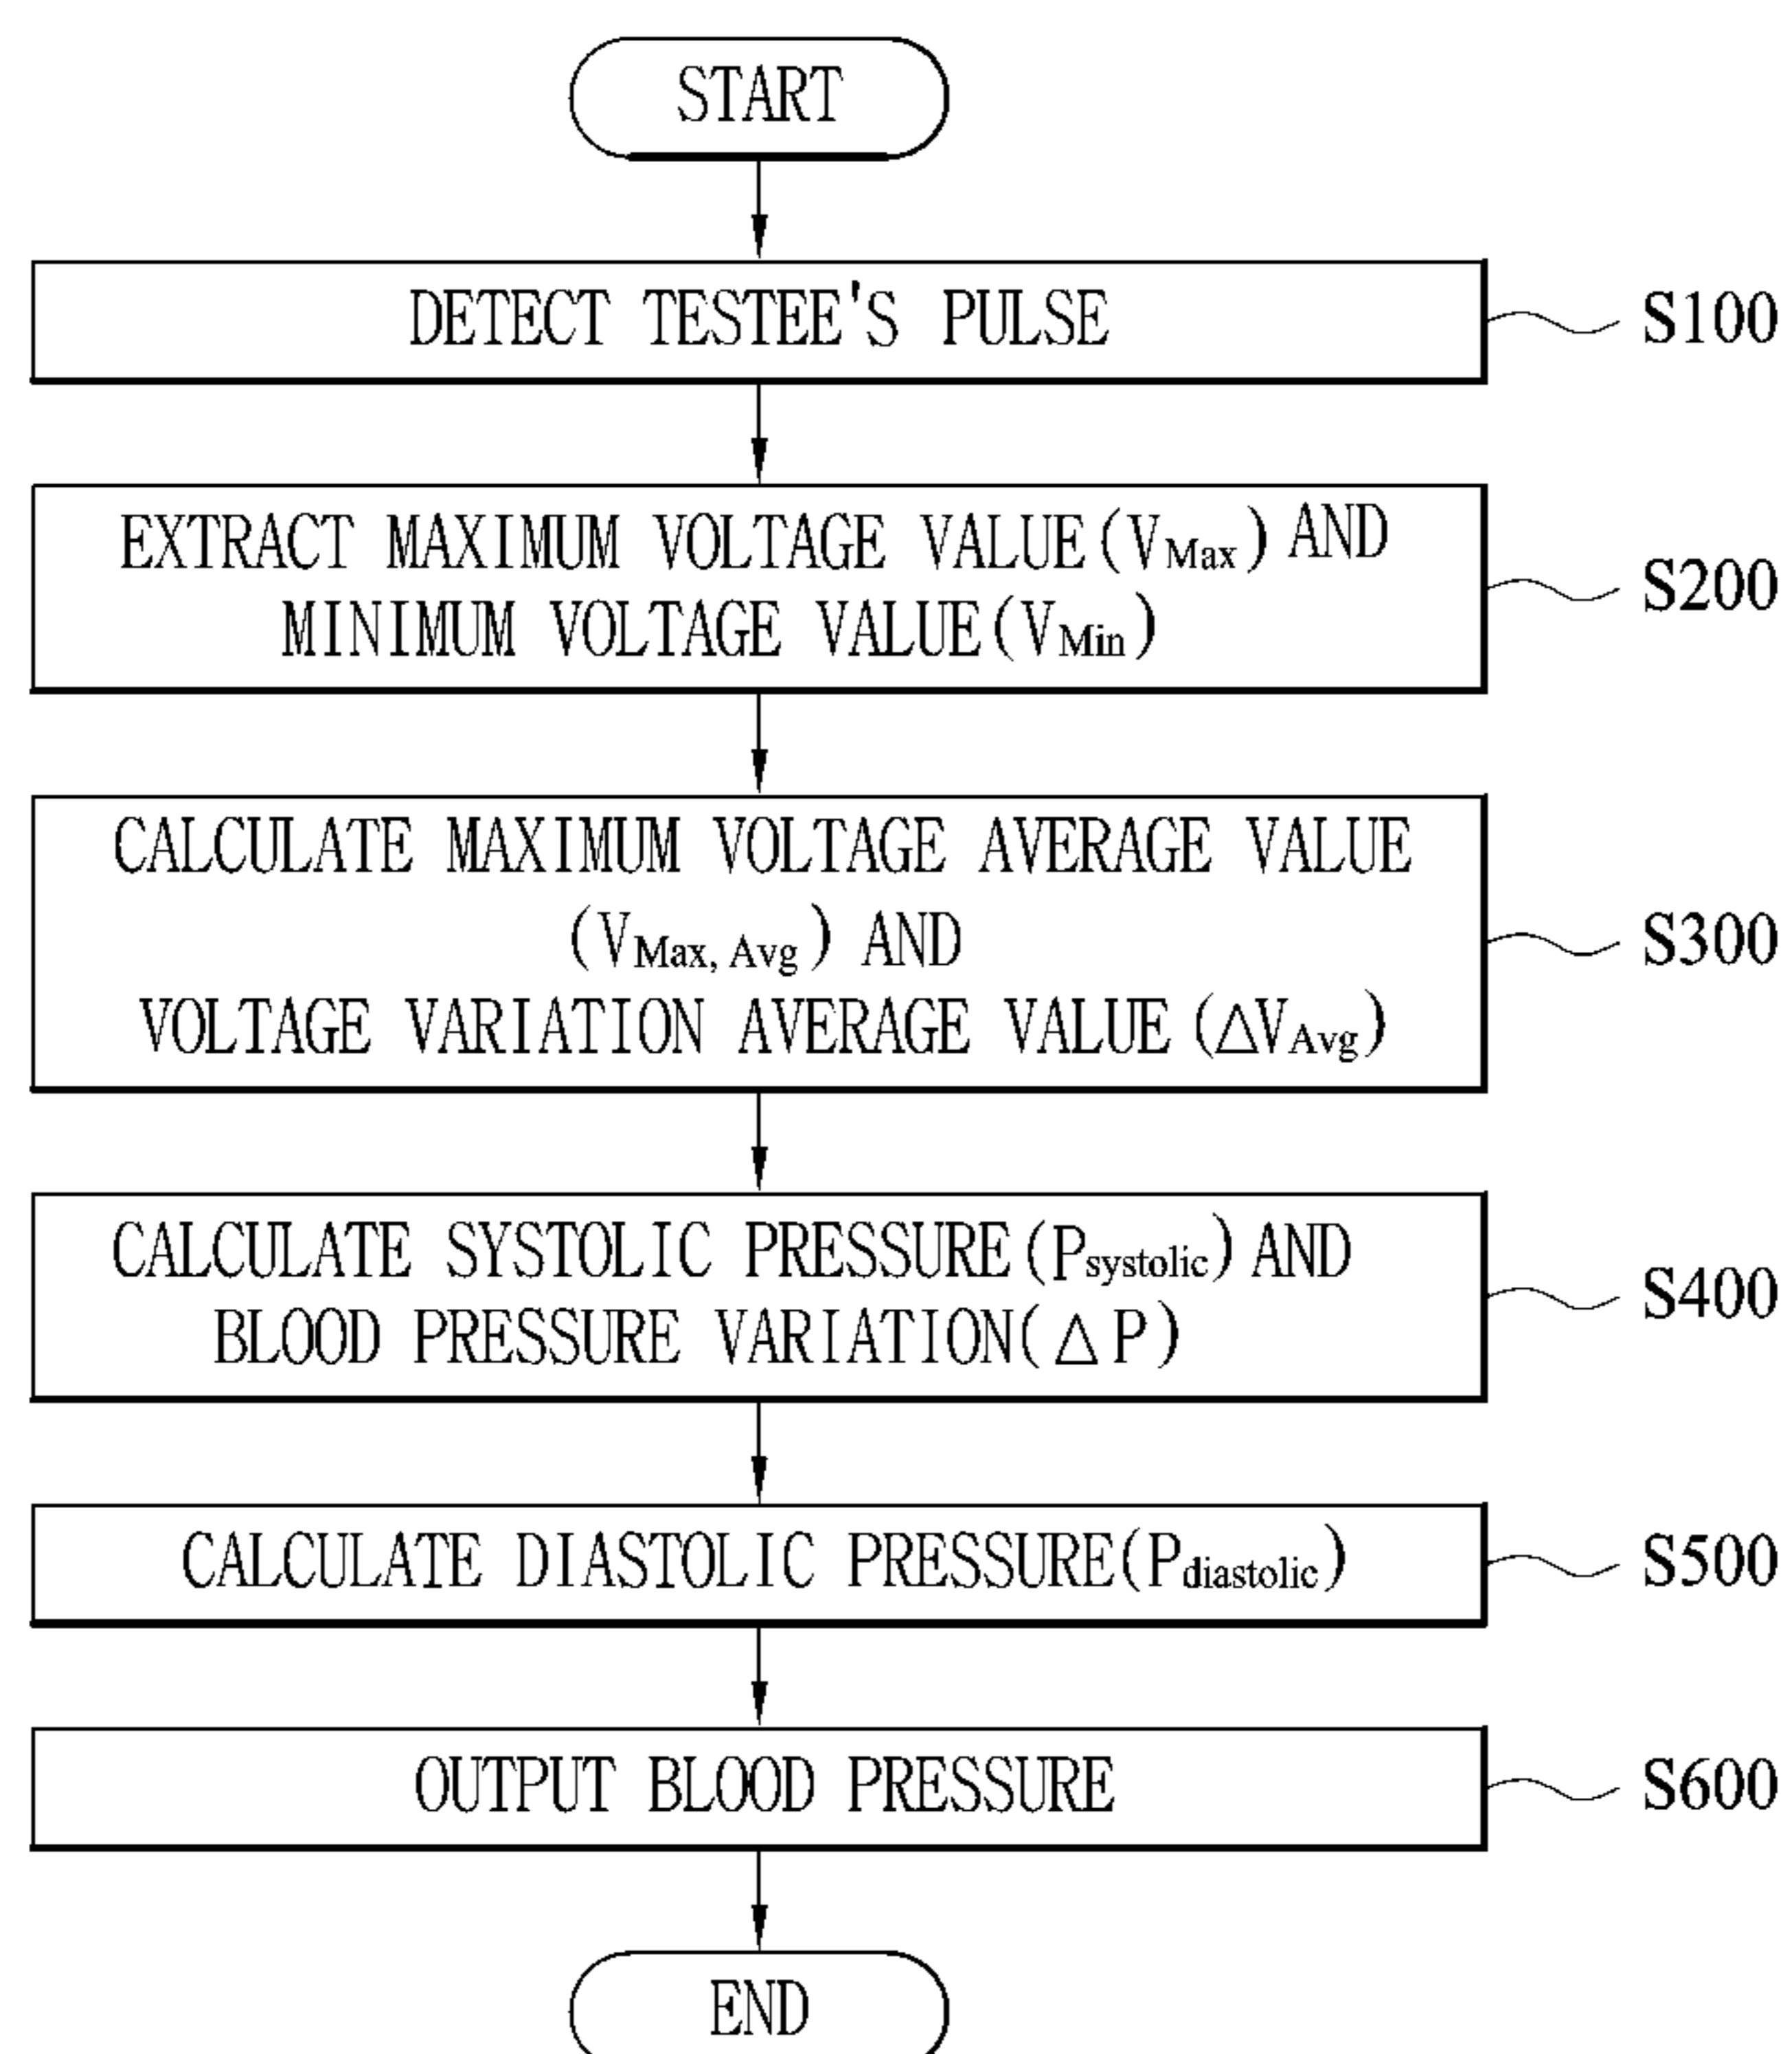 START
DETECT TESTEE'S PULSE
S100
EXTRACT MAXIMUM VOLTAGE VALUE(VMax) AND
MINIMUM VOLTAGE VALUE(VMin)
S200
CALCULATE MAXIMUM VOLTAGE AVERAGE VALUE
(VMax, Avg) AND
VOLTAGE VARIATION AVERAGE VALUE(△VAvg)
S300
CALCULATE SYSTOLIC PRESSURE(Psystolic) AND
BLOOD PRESSURE VARIATION(△P)
S400
CALCULATE DIASTOLIC PRESSURE(Pdiastolic)
S500
OUTPUT BLOOD PRESSURE
S600
END